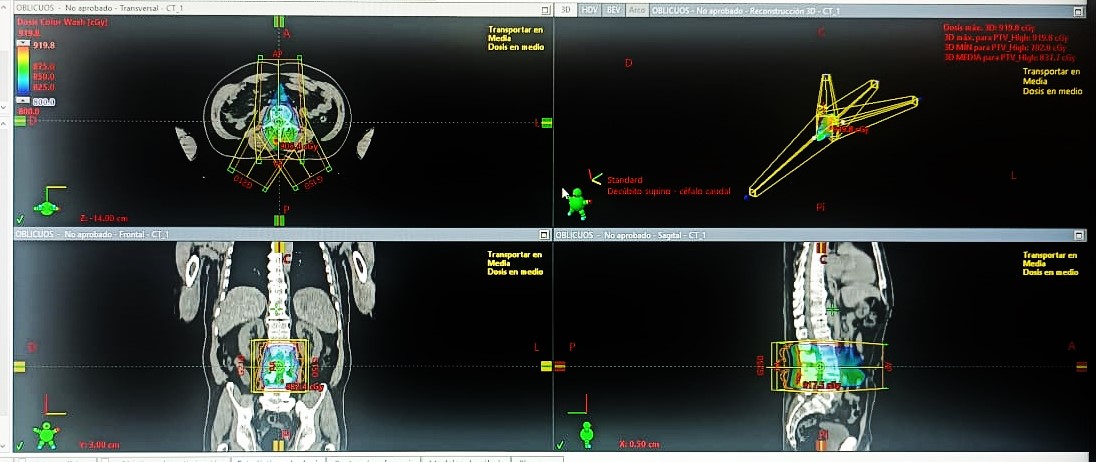 OBLICUOS - No aprobado - Transversal - CT_1
Dosis Color Wash [cGy]
919.8
919.8
875.0
850.0
825.0
800.0
800.0
Transportar en
Media
Dosis en medio
A
AP
D
L
G210
G150
P
Z: -14.00 cm
3D HDV BEV Arco OBLICUOS - No aprobado - Reconstrucción 3D - CT_1
Dosis máx. 3D: 919.8 cGy
3D máx. para PTV_High: 919.8 cGy
3D MÍN para PTV_High: 702.0 cGy
3D MEDIA para PTV_High: 837.7 cGy
Transportar en
Media
Dosis en medio
C
D
L
Standard
Decúbito supino - céfalo caudal
Pi
OBLICUOS - No aprobado - Frontal - CT_1
Transportar en
Media
Dosis en medio
C
D
L
Pi
Y: 3.00 cm
OBLICUOS - No aprobado - Sagital - CT_1
Transportar en
Media
Dosis en medio
C
P
A
Pi
X: 0.50 cm